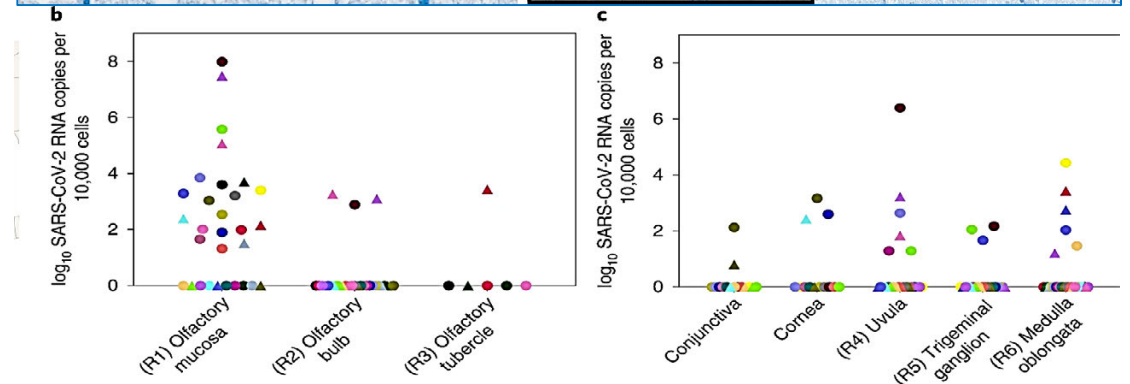 b
log10 SARS-CoV-2 RNA copies per
10,000 cells
8
6
4
2
0
(R1) Olfactory
mucosa
(R2) Olfactory
bulb
(R3) Olfactory
tubercle
c
log10 SARS-CoV-2 RNA copies per
10,000 cells
8
6
4
2
0
Conjunctiva
Cornea
(R4) Uvula
(R5) Trigeminal
ganglion
(R6) Medulla
oblongata